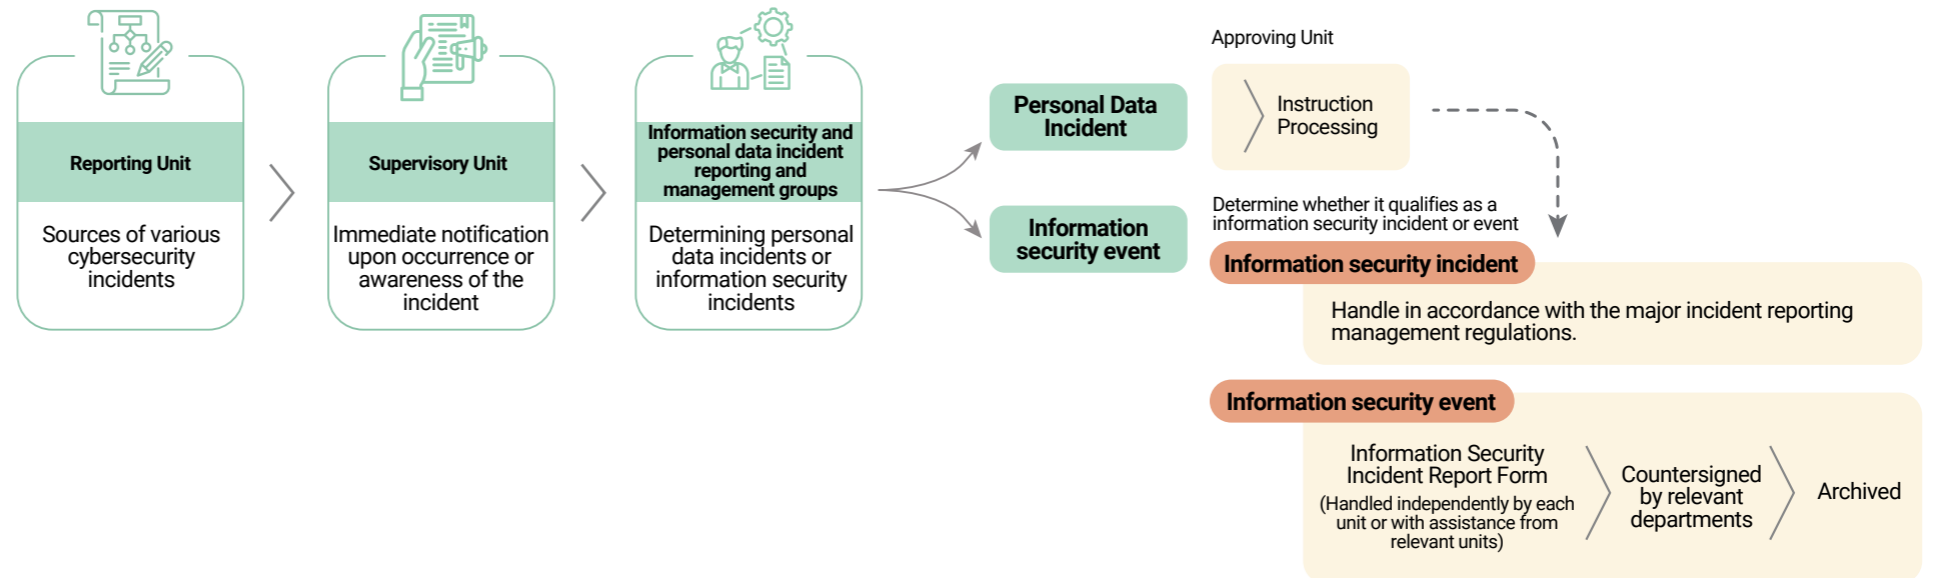 Reporting Unit
Sources of various
cybersecurity
incidents
Supervisory Unit
Immediate notification
upon occurrence or
awareness of the
incident
Information security and
personal data incident
reporting and
management groups
Determining personal
data incidents or
information security
incidents
Personal Data
Incident
Information
security event
Approving Unit
Instruction
Processing
Determine whether it qualifies as a
information security incident or event
Information security incident
Handle in accordance with the major incident reporting
management regulations.
Information security event
Information Security
Incident Report Form
(Handled independently by each
unit or with assistance from
relevant units)
Countersigned
by relevant
departments
Archived